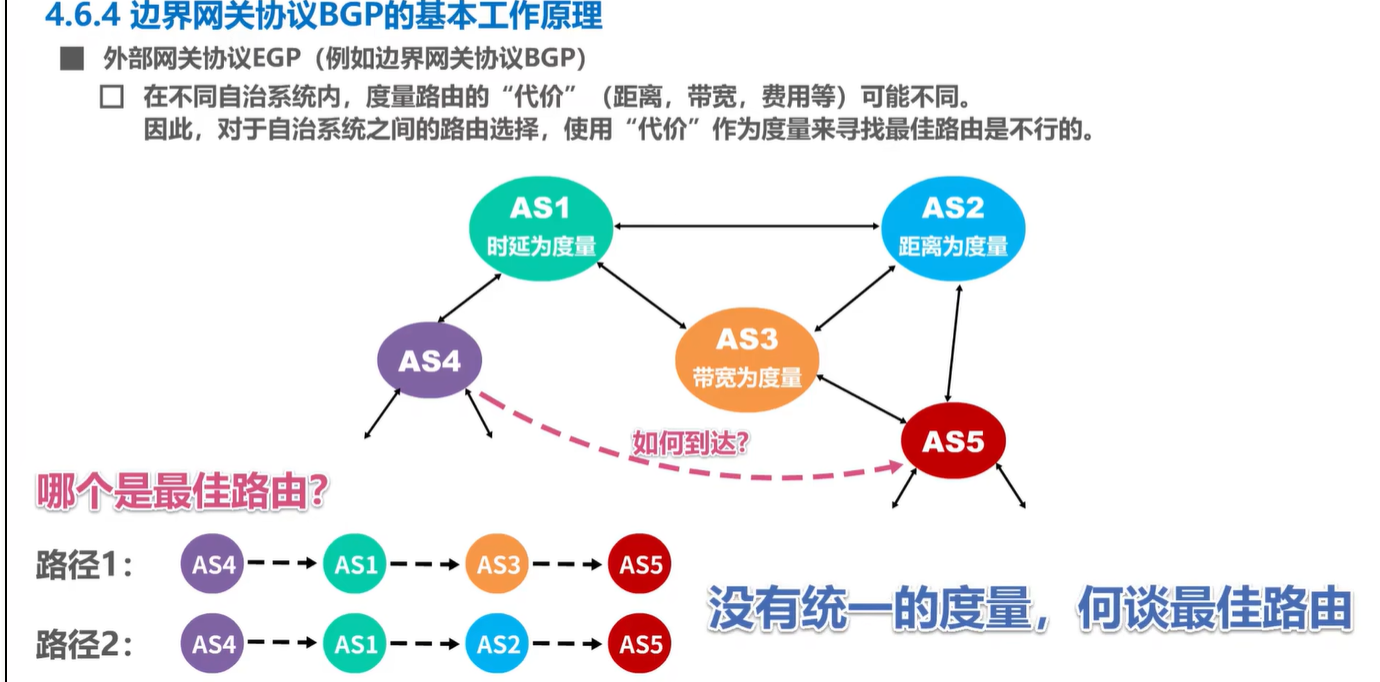 4.6.4 边界网关协议BGP的基本工作原理
外部网关协议EGP（例如边界网关协议BGP）
在不同自治系统内，度量路由的“代价”（距离，带宽，费用等）可能不同。
因此，对于自治系统之间的路由选择，使用“代价”作为度量来寻找最佳路由是不行的。
AS1
时延为度量
AS2
距离为度量
AS3
带宽为度量
AS4
AS5
如何到达?
哪个是最佳路由?
路径1： AS4 AS1 AS3 AS5
路径2： AS4 AS1 AS2 AS5
没有统一的度量，何谈最佳路由